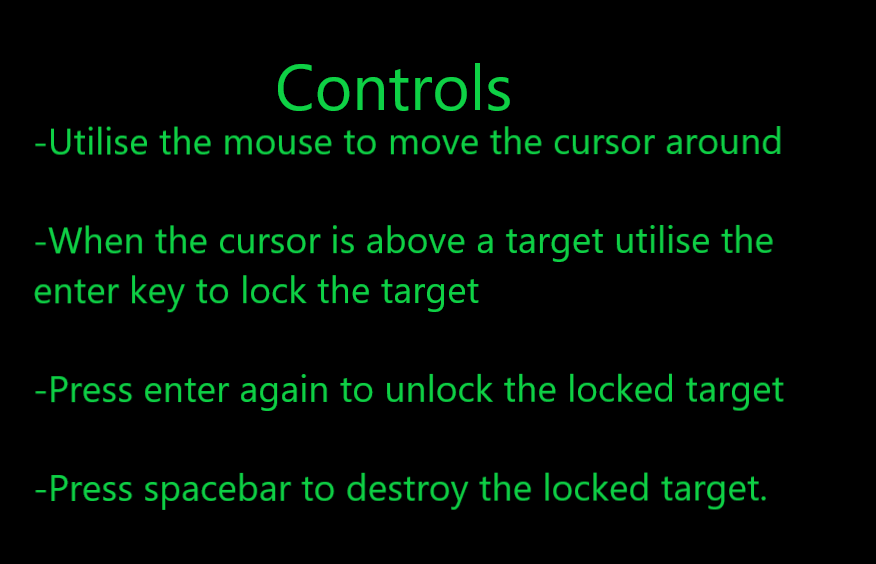 Controls
-Utilise the mouse to move the cursor around
-When the cursor is above a target utilise the
enter key to lock the target
-Press enter again to unlock the locked target
-Press spacebar to destroy the locked target.